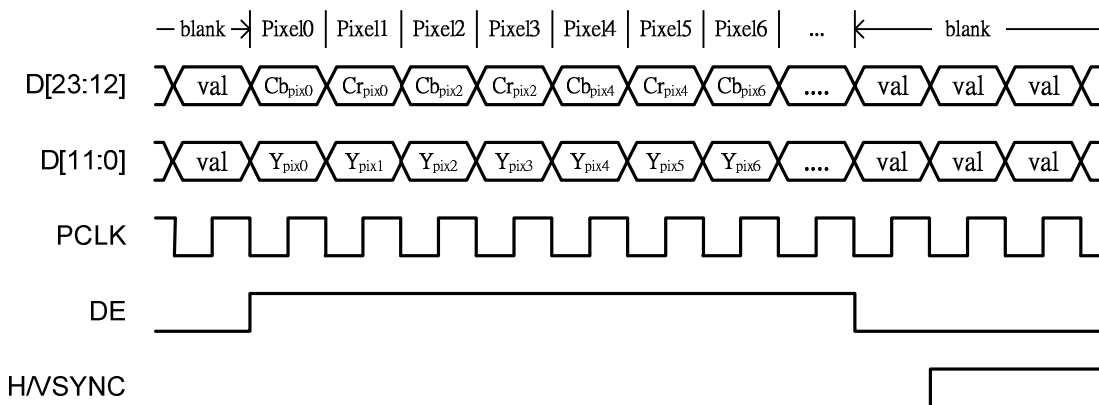 blank Pixel0 Pixel1 Pixel2 Pixel3 Pixel4 Pixel5 Pixel6 ... blank
D[23:12] val Cbpix0 Crpix0 Cbpix2 Crpix2 Cbpix4 Crpix4 Cbpix6 .... val val val
D[11:0] val Ypix0 Ypix1 Ypix2 Ypix3 Ypix4 Ypix5 Ypix6 .... val val val
PCLK
DE
H/VSYNC